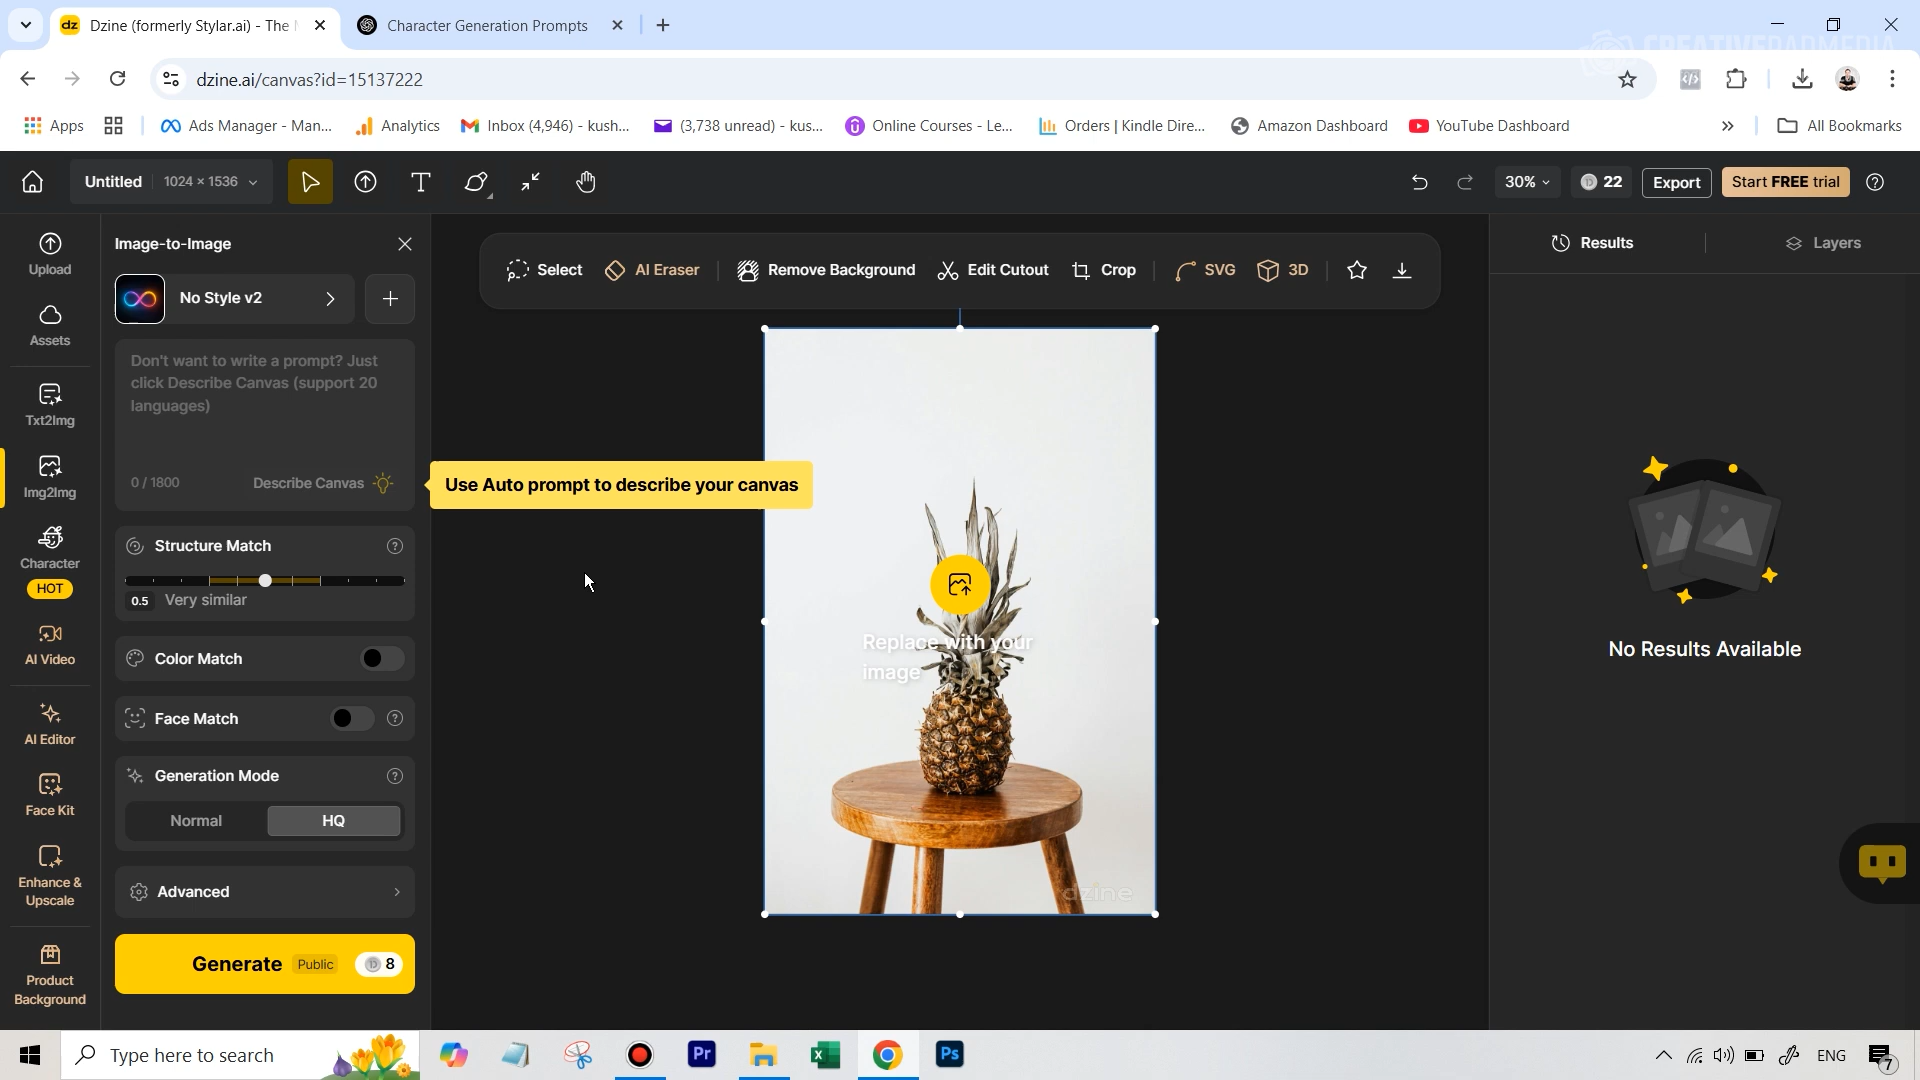 Dzine (formerly Stylar.ai) - The
Character Generation Prompts
CREATIVEDADMEDIA
dzine.ai/canvas?id=15137222
Apps
Ads Manager - Man...
Analytics
Inbox (4,946) - kush...
(3,738 unread) - kus...
Online Courses - Le...
Orders | Kindle Dire...
Amazon Dashboard
YouTube Dashboard
All Bookmarks
Untitled
1024 × 1536
30%
22
Export
Start FREE trial
Upload
Assets
Txt2Img
Img2Img
Character
HOT
AI Video
AI Editor
Face Kit
Enhance &
Upscale
Product
Background
Image-to-Image
No Style v2
Don't want to write a prompt? Just
click Describe Canvas (support 20
languages)
0 / 1800
Describe Canvas
Use Auto prompt to describe your canvas
Structure Match
0.5 Very similar
Color Match
Face Match
Generation Mode
Normal
HQ
Advanced
Generate
Public
8
Select
AI Eraser
Remove Background
Edit Cutout
Crop
SVG
3D
Replace with your
image
dzine
Results
Layers
No Results Available
Type here to search
Pr
Ps
ENG
7